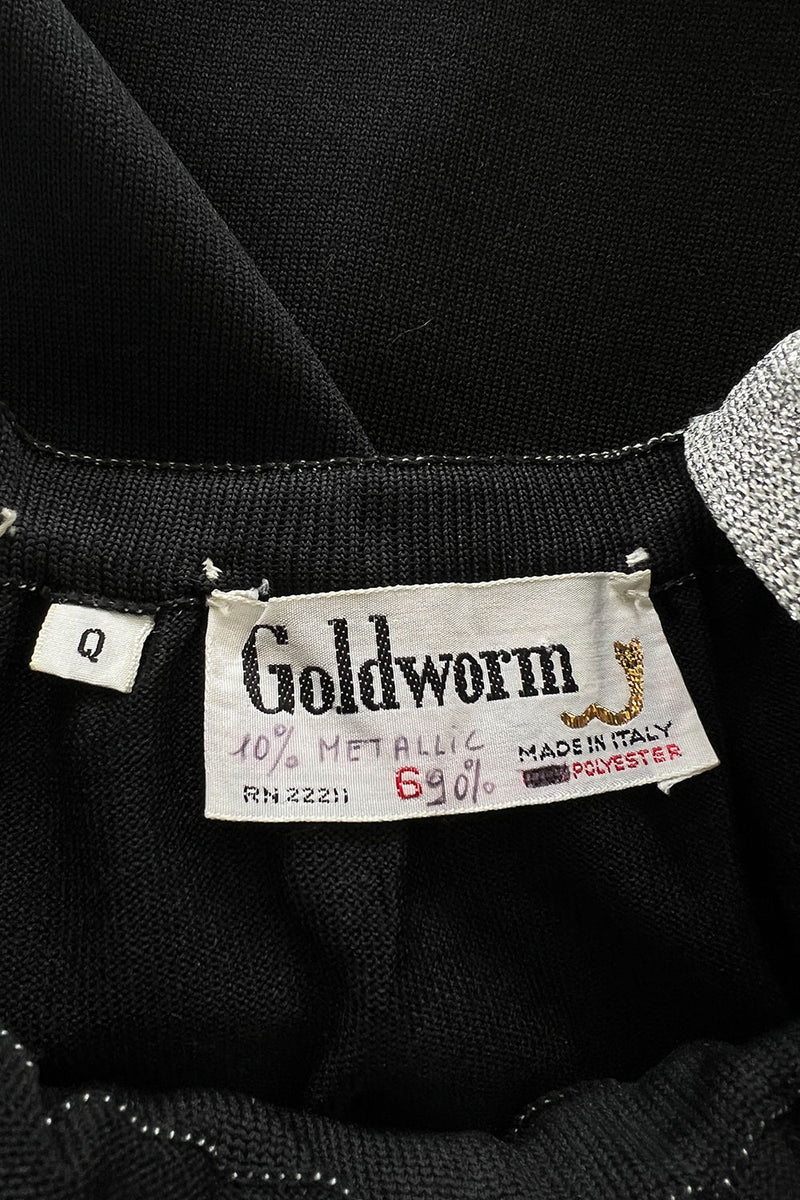 Q
Goldworm
10% METALLIC
MADE IN ITALY
RN 22211
6 90% POLYESTER